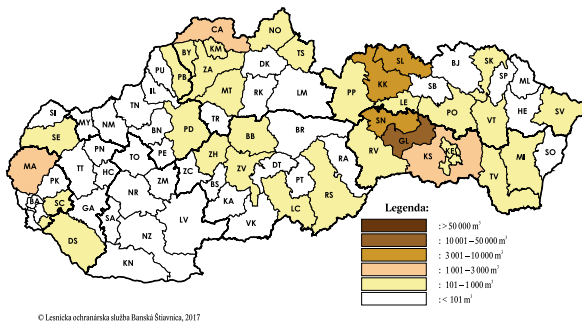 CA
NO
BY
KM
TS
PU
PB
ZA
DK
SL
BJ
SK
SP
ML
IL
MT
RK
LM
PP
KK
SB
HE
SV
LE
TN
PO
VT
SI
MY
NM
BN
PD
TR
BR
SN
GL
SE
PE
BB
RV
KS
KE
MI
SO
MA
PN
TO
ZH
RA
TT
HC
ZC
ZV
DT
TV
PK
ZM
BS
PT
RS
BA
SC
GA
NR
KA
LC
SA
LV
VK
DS
NZ
KN
Legenda:
: > 50 000 m³
: 10 001 – 50 000 m³
: 3 001 – 10 000 m³
: 1 001 – 3 000 m³
: 101 – 1 000 m³
: < 101 m³
© Lesnícka ochranárska služba Banská Štiavnica, 2017